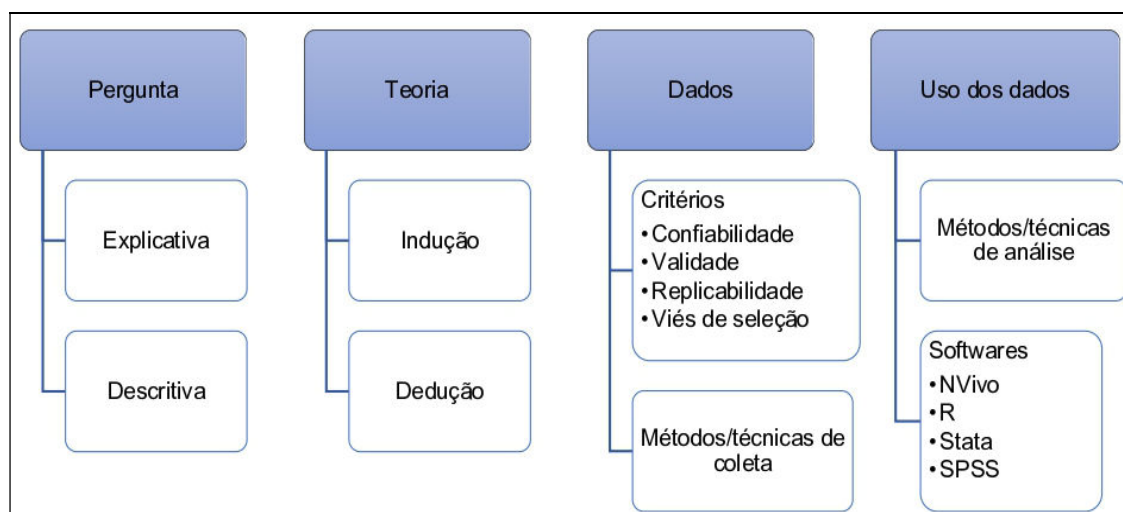 Pergunta
Explicativa
Descritiva
Teoria
Indução
Dedução
Dados
Critérios
•Confiabilidade
•Validade
•Replicabilidade
•Viés de seleção
Métodos/técnicas de
coleta
Uso dos dados
Métodos/técnicas
de análise
Softwares
•NVivo
•R
•Stata
•SPSS